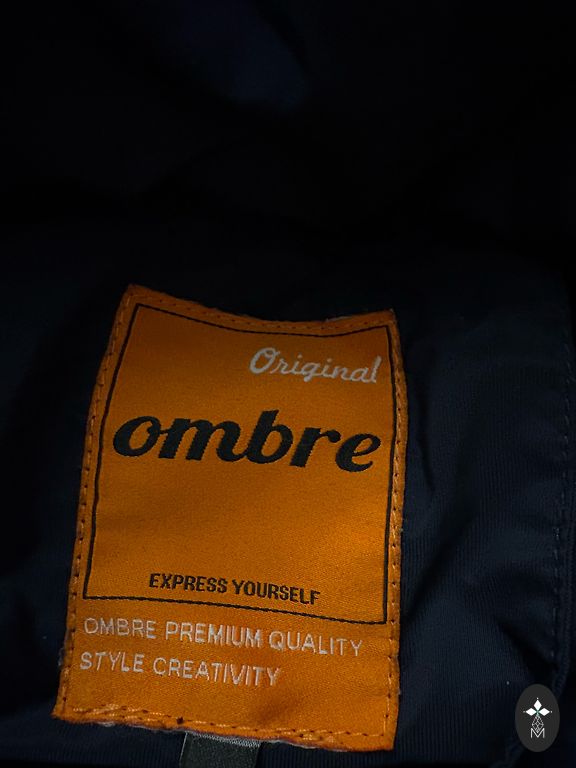 Original
ombre
EXPRESS YOURSELF
OMBRE PREMIUM QUALITY
STYLE CREATIVITY